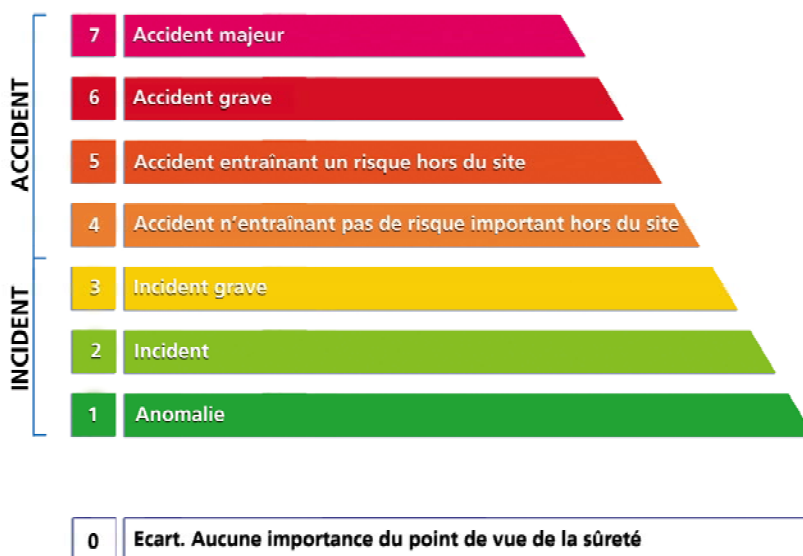 ACCIDENT
7 Accident majeur
6 Accident grave
5 Accident entraînant un risque hors du site
4 Accident n’entraînant pas de risque important hors du site
INCIDENT
3 Incident grave
2 Incident
1 Anomalie
0 Ecart. Aucune importance du point de vue de la sûreté